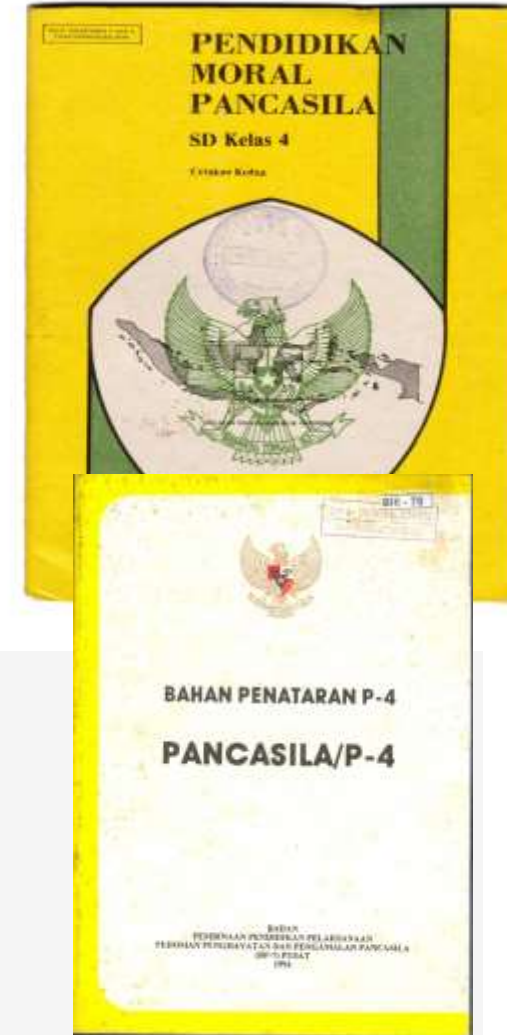 PENDIDIKAN
MORAL
PANCASILA
SD Kelas 4
Cetakan Kedua
BAHAN PENATARAN P-4
PANCASILA/P-4
BADAN
PEMBINAAN PENDIDIKAN PELAKSANAAN
PEDOMAN PENGHAYATAN DAN PENGAMALAN PANCASILA
(BP-7) PUSAT
1994